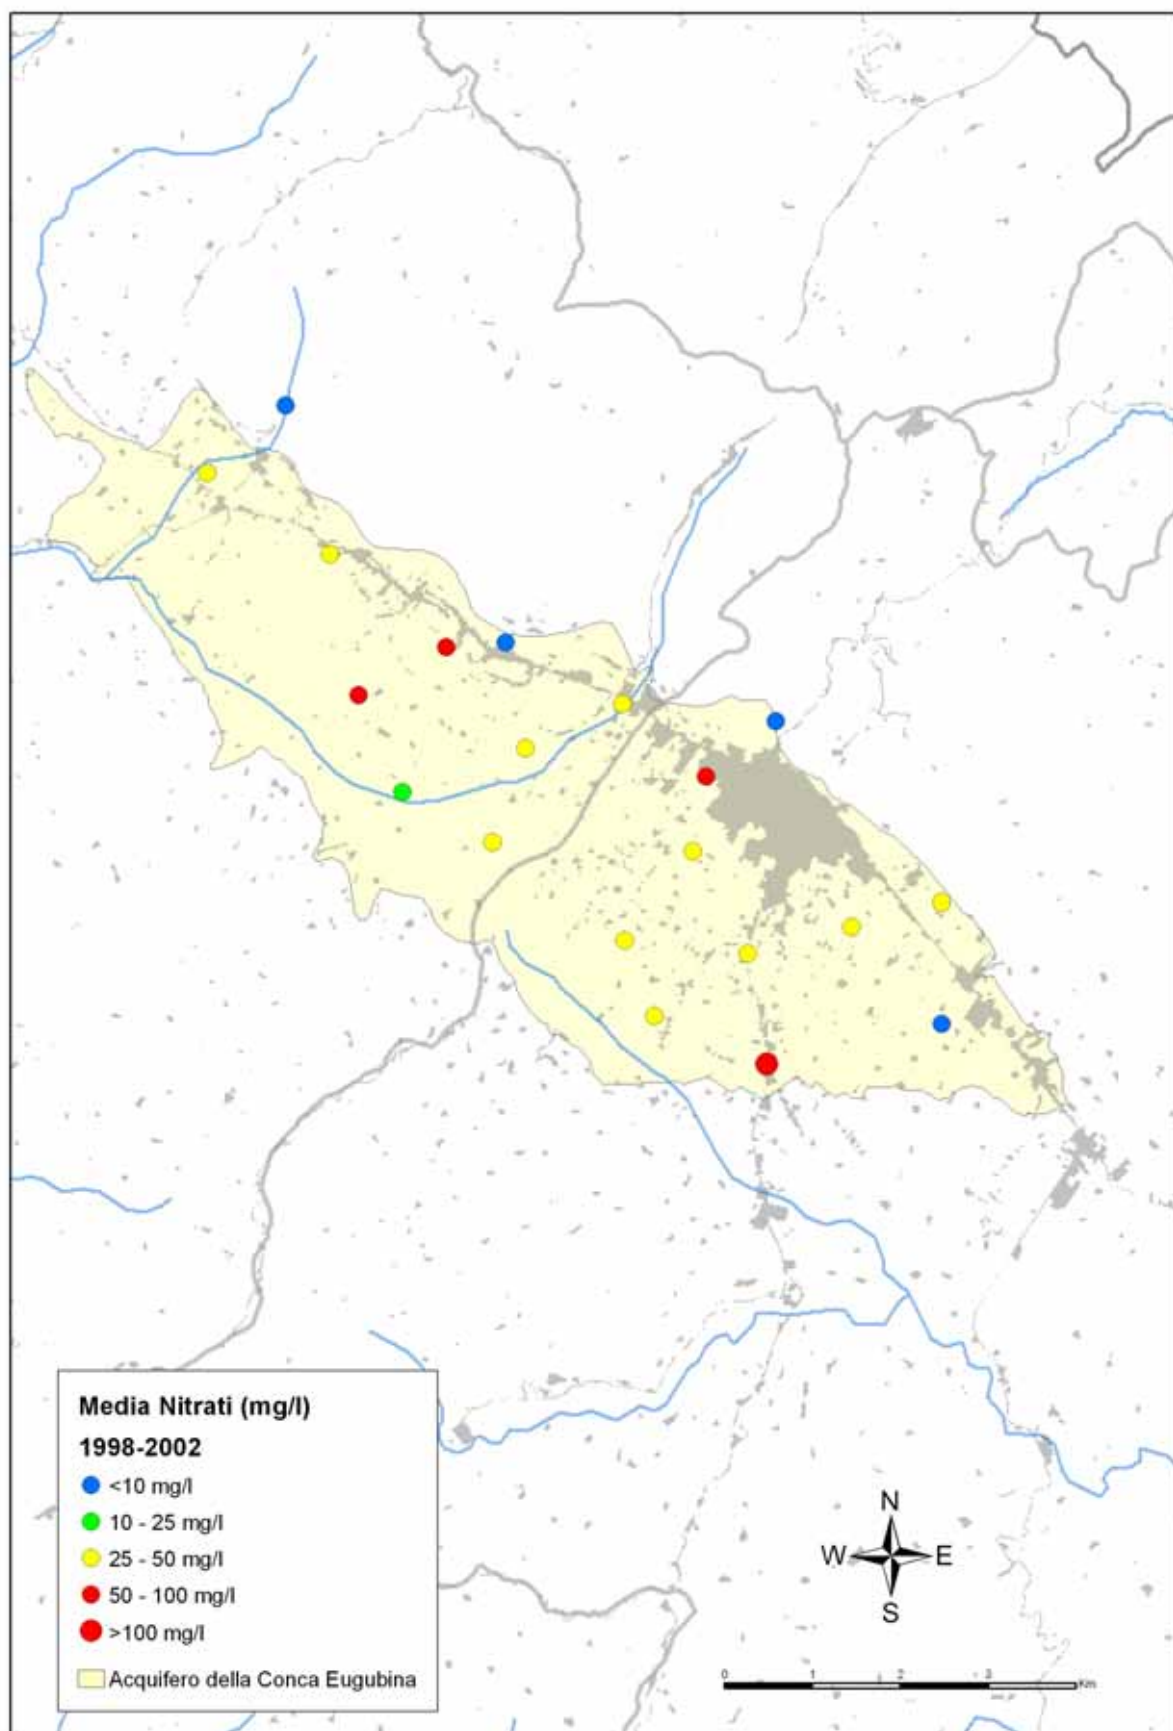 Media Nitrati (mg/l)
1998-2002
<10 mg/l
10 - 25 mg/l
25 - 50 mg/l
50 - 100 mg/l
>100 mg/l
Acquifero della Conca Eugubina
N
W E
S
0 1 2 3
Km